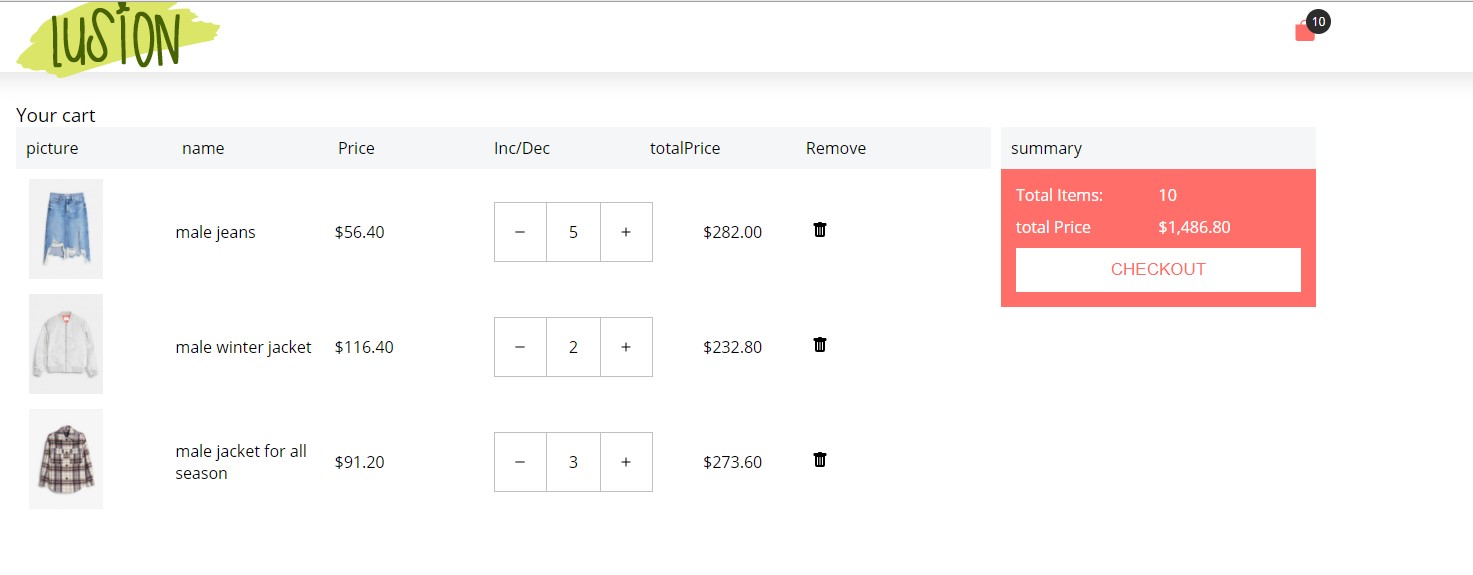 LUSION
10
Your cart
picture name Price Inc/Dec totalPrice Remove
male jeans $56.40 − 5 + $282.00
male winter jacket $116.40 − 2 + $232.80
male jacket for all
season $91.20 − 3 + $273.60
summary
Total Items: 10
total Price $1,486.80
CHECKOUT